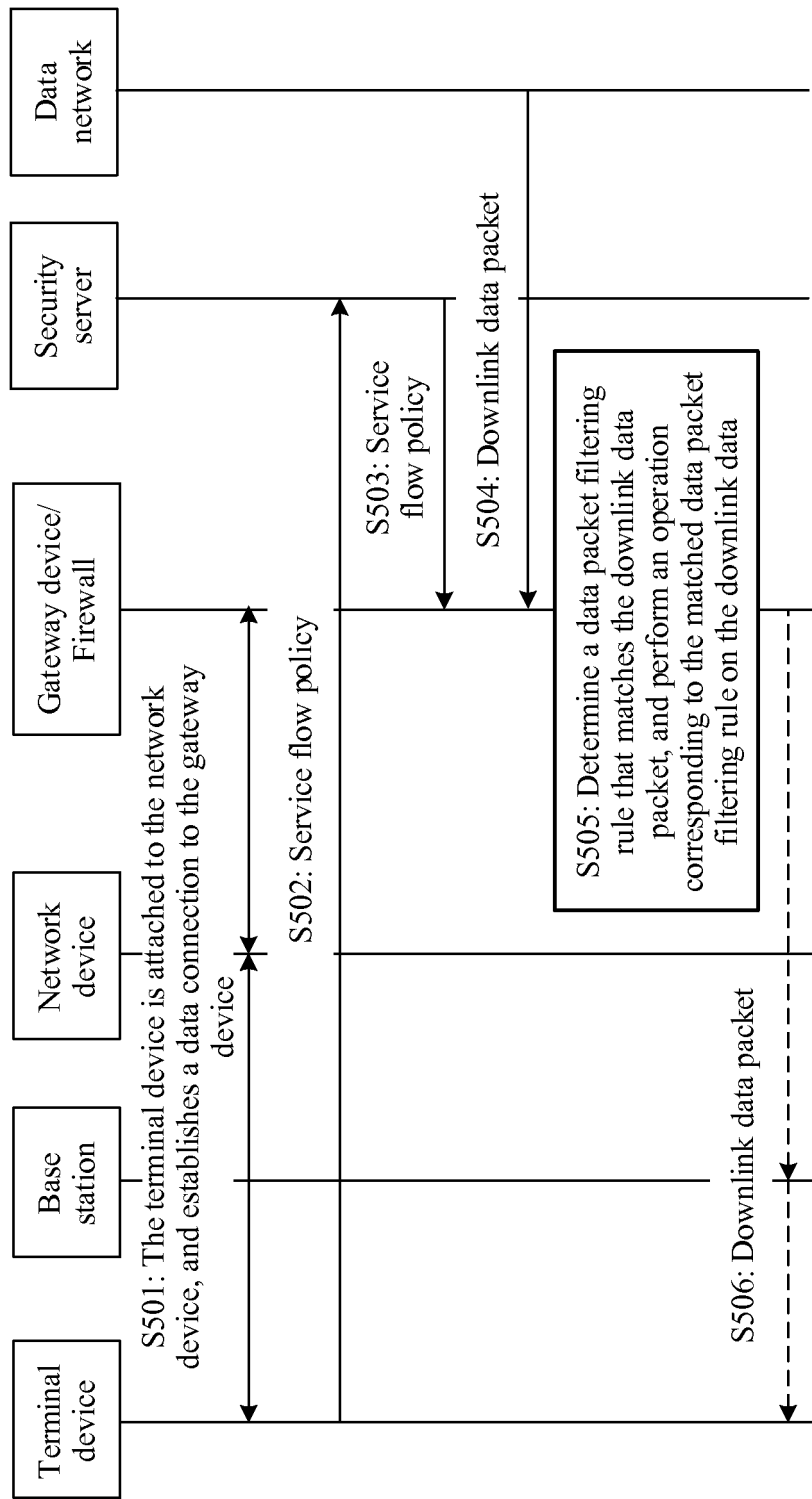 Terminal
device
Base
station
Network
device
Gateway device/
Firewall
Security
server
Data
network
S501: The terminal device is attached to the network
device, and establishes a data connection to the gateway
device
S502: Service flow policy
S503: Service
flow policy
S504: Downlink data packet
S505: Determine a data packet filtering
rule that matches the downlink data
packet, and perform an operation
corresponding to the matched data packet
filtering rule on the downlink data
S506: Downlink data packet